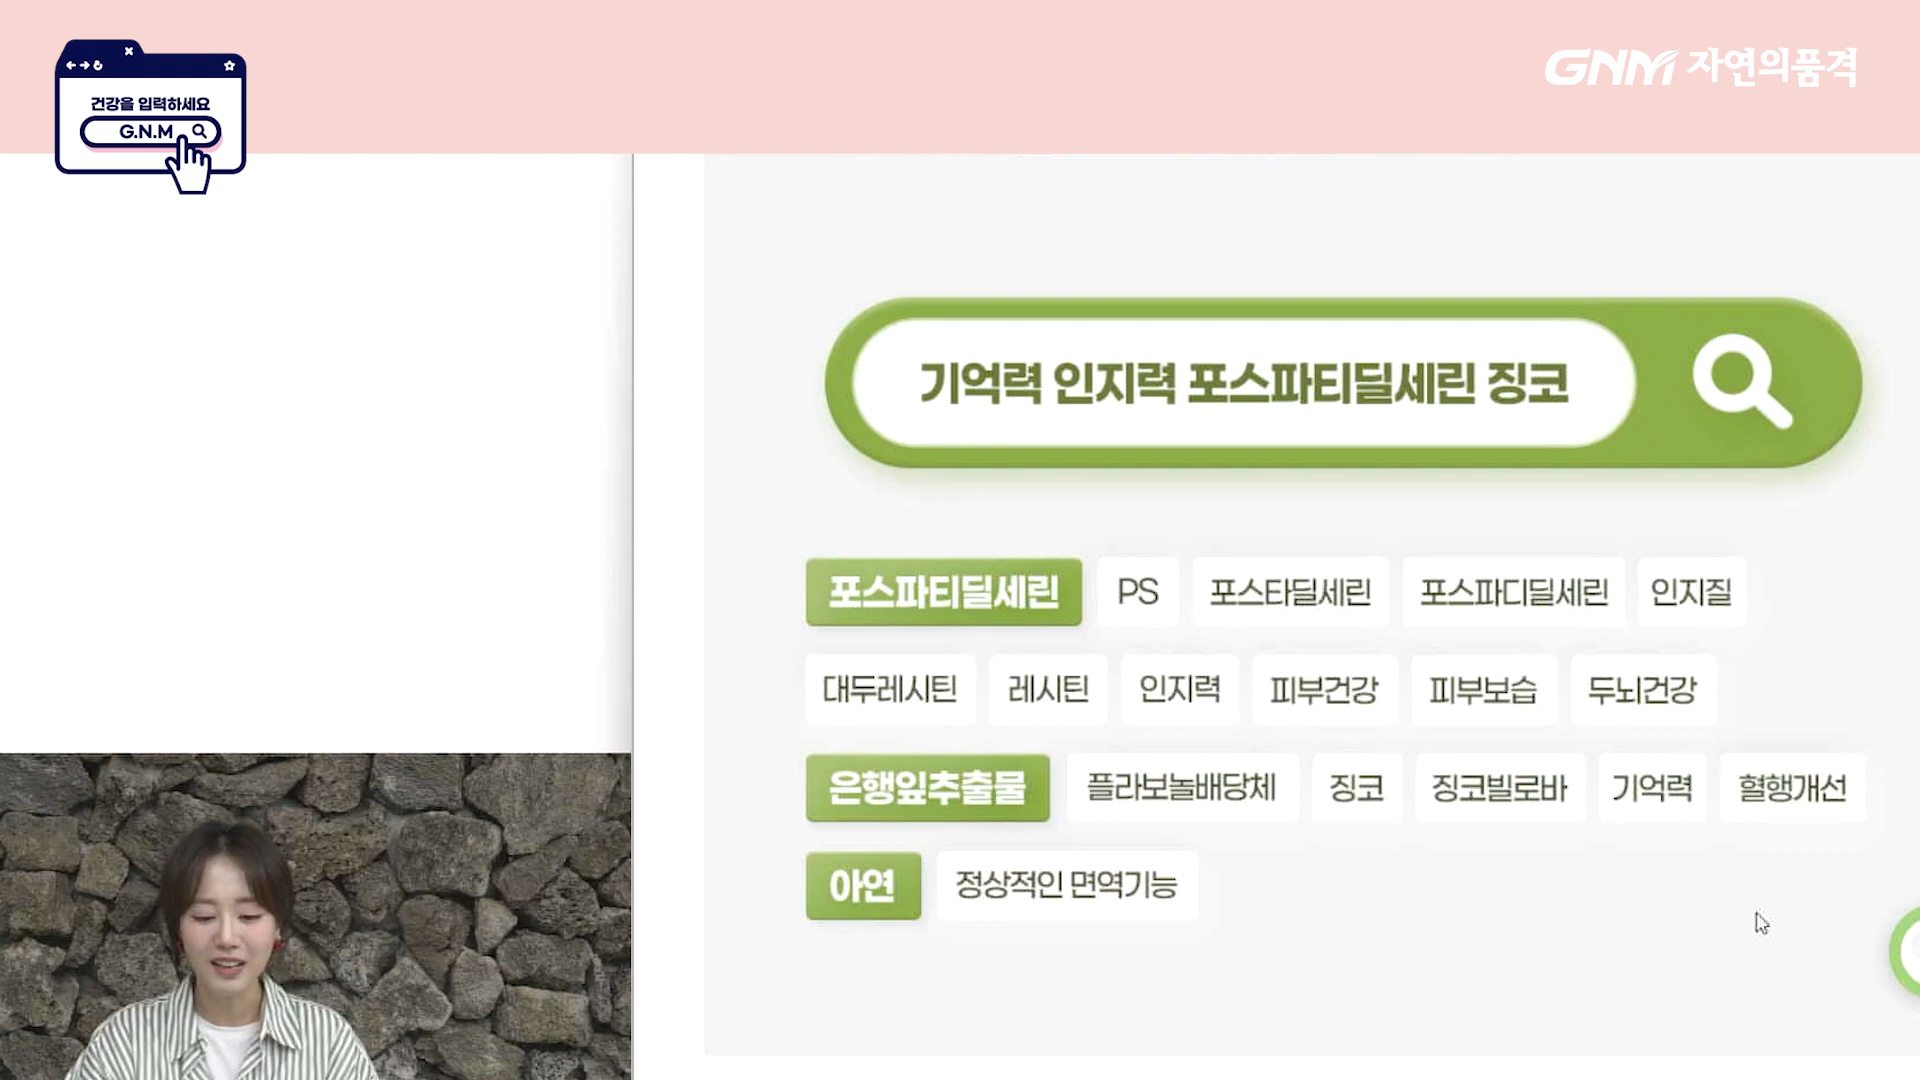 건강을 입력하세요
G.N.M
GNM 자연의품격
기억력 인지력 포스파티딜세린 징코
포스파티딜세린 PS 포스타딜세린 포스파디딜세린 인지질
대두레시틴 레시틴 인지력 피부건강 피부보습 두뇌건강
은행잎추출물 플라보놀배당체 징코 징코빌로바 기억력 혈행개선
아연 정상적인 면역기능